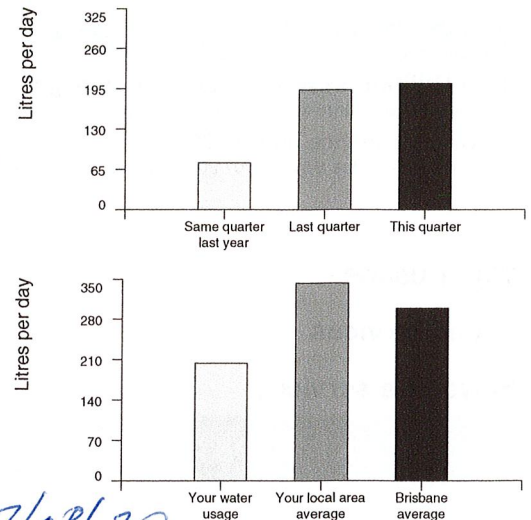 Litres per day
325
260
195
130
65
0
Same quarter last year
Last quarter
This quarter
Litres per day
350
280
210
140
70
0
Your water usage
Your local area average
Brisbane average